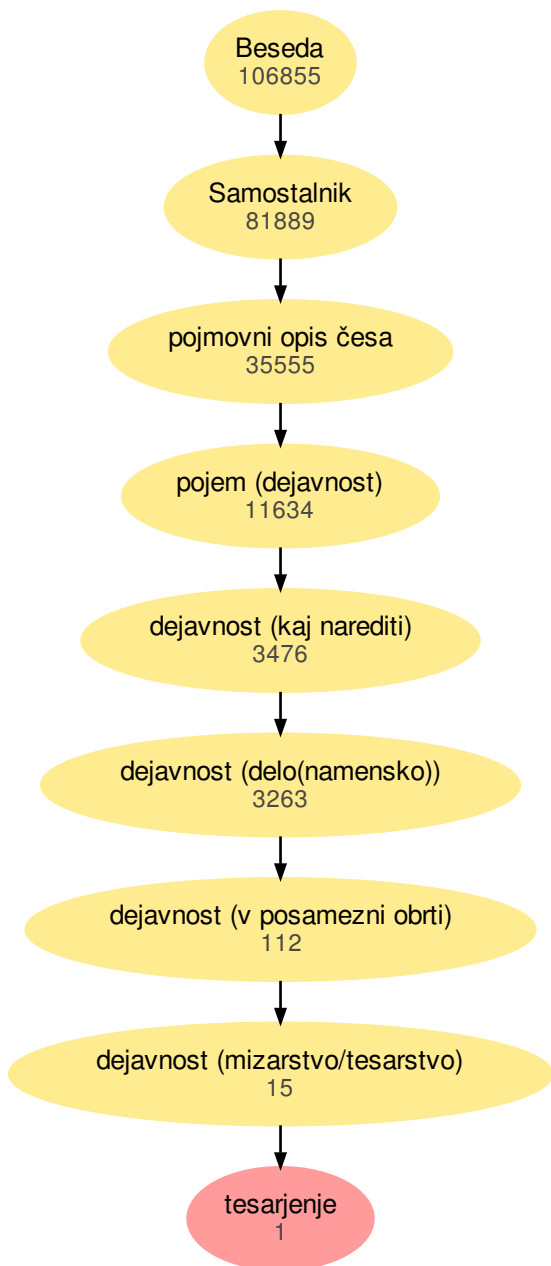 Beseda
106855
Samostalnik
81889
pojmovni opis česa
35555
pojem (dejavnost)
11634
dejavnost (kaj narediti)
3476
dejavnost (delo(namensko))
3263
dejavnost (v posamezni obrti)
112
dejavnost (mizarstvo/tesarstvo)
15
tesarjenje
1